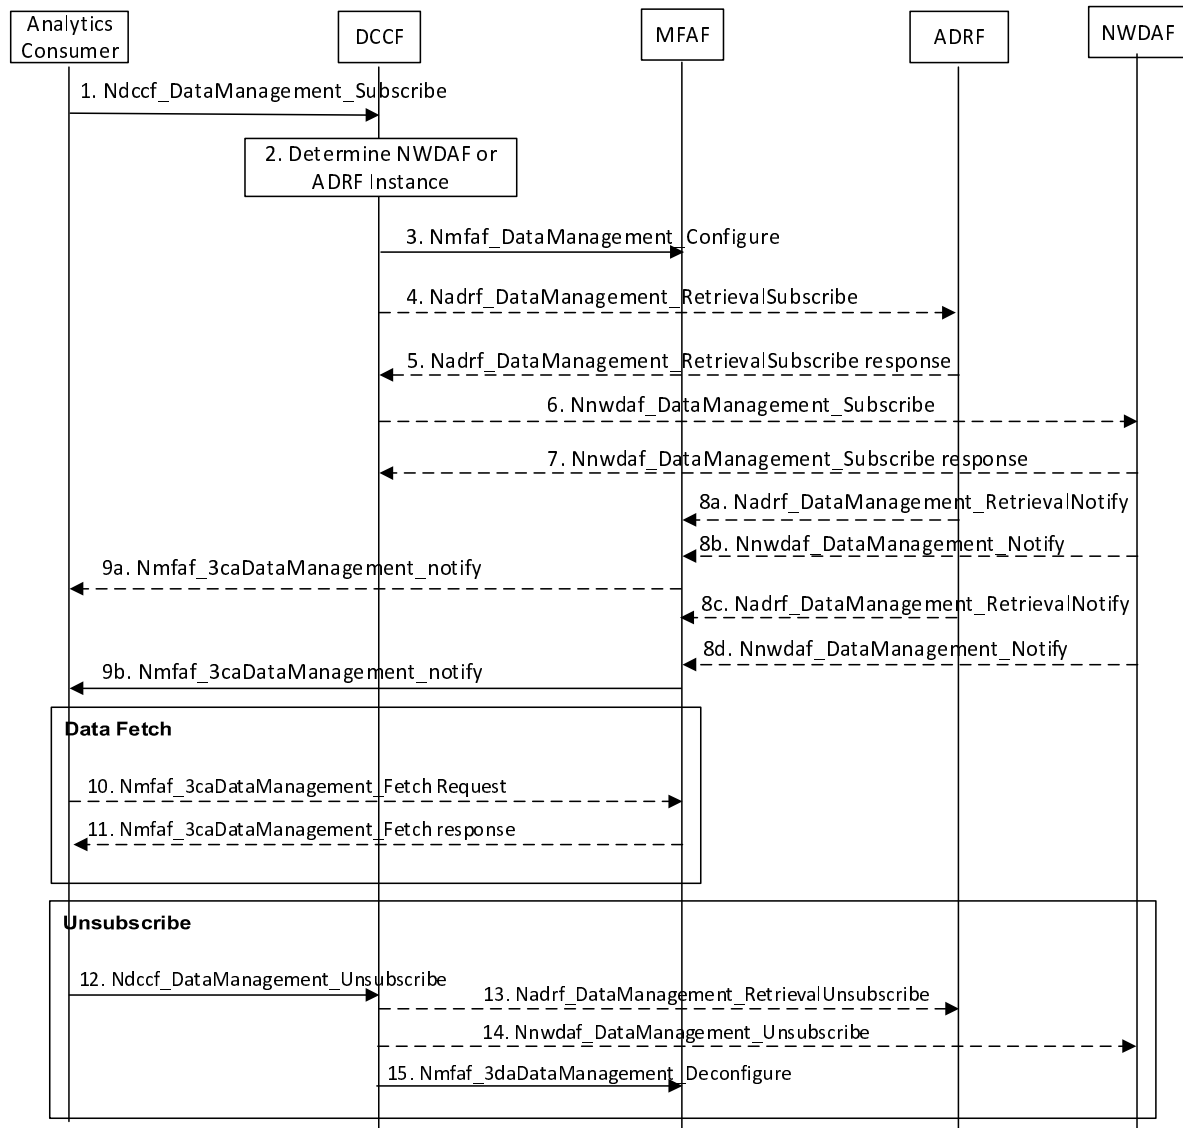 Analytics
Consumer
DCCF
MFAF
ADRF
NWDAF
1. Ndccf_DataManagement_Subscribe
2. Determine NWDAF or
ADRF Instance
3. Nmfaf_DataManagement_Configure
4. Nadrf_DataManagement_RetrievalSubscribe
5. Nadrf_DataManagement_RetrievalSubscribe response
6. Nnwdaf_DataManagement_Subscribe
7. Nnwdaf_DataManagement_Subscribe response
8a. Nadrf_DataManagement_RetrievalNotify
8b. Nnwdaf_DataManagement_Notify
9a. Nmfaf_3caDataManagement_notify
8c. Nadrf_DataManagement_RetrievalNotify
8d. Nnwdaf_DataManagement_Notify
9b. Nmfaf_3caDataManagement_notify
Data Fetch
10. Nmfaf_3caDataManagement_Fetch Request
11. Nmfaf_3caDataManagement_Fetch response
Unsubscribe
12. Ndccf_DataManagement_Unsubscribe
13. Nadrf_DataManagement_RetrievalUnsubscribe
14. Nnwdaf_DataManagement_Unsubscribe
15. Nmfaf_3daDataManagement_Deconfigure